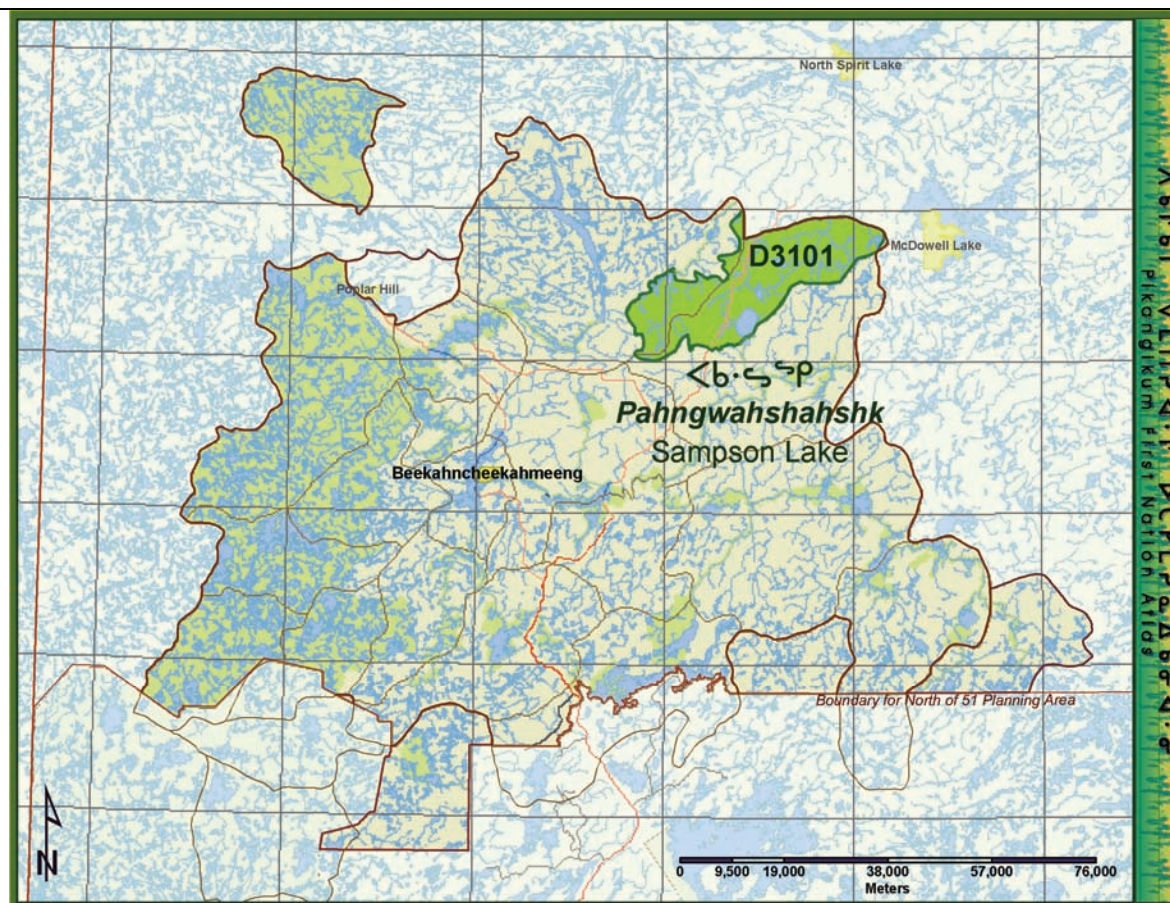 North Spirit Lake
D3101
McDowell Lake
Poplar Hill
ᐸᑲᐧᔕᔥᑭ
Pahngwahshahshk
Sampson Lake
Beekahncheekahmeeng
Boundary for North of 51 Planning Area
N
0 9,500 19,000 38,000 57,000 76,000
Meters
Pikangikum First Nation Atlas